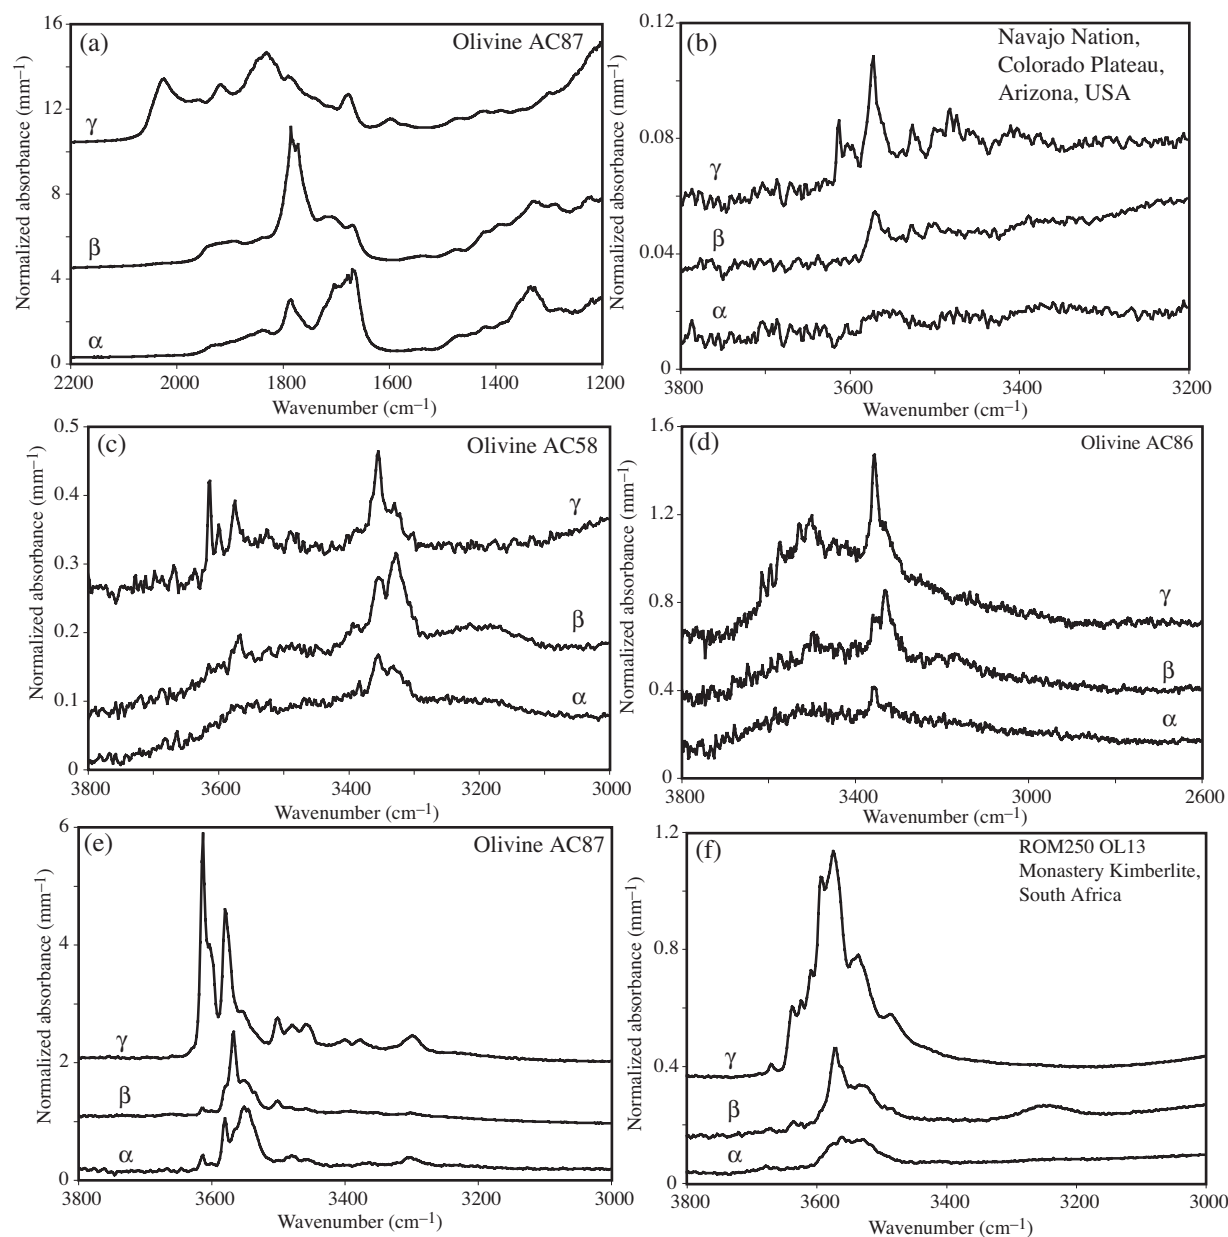 (a)
Olivine AC87
γ
β
α
16
12
8
4
0
2200 2000 1800 1600 1400 1200
Wavenumber (cm⁻¹)
Normalized absorbance (mm⁻¹)
(b)
Navajo Nation,
Colorado Plateau,
Arizona, USA
γ
β
α
0.12
0.08
0.04
0
3800 3600 3400 3200
Wavenumber (cm⁻¹)
Normalized absorbance (mm⁻¹)
(c)
Olivine AC58
γ
β
α
0.5
0.4
0.3
0.2
0.1
0
3800 3600 3400 3200 3000
Wavenumber (cm⁻¹)
Normalized absorbance (mm⁻¹)
(d)
Olivine AC86
γ
β
α
1.6
1.2
0.8
0.4
0
3800 3400 3000 2600
Wavenumber (cm⁻¹)
Normalized absorbance (mm⁻¹)
(e)
Olivine AC87
γ
β
α
6
4
2
0
3800 3600 3400 3200 3000
Wavenumber (cm⁻¹)
Normalized absorbance (mm⁻¹)
(f)
ROM250 OL13
Monastery Kimberlite,
South Africa
γ
β
α
1.2
0.8
0.4
0
3800 3600 3400 3200 3000
Wavenumber (cm⁻¹)
Normalized absorbance (mm⁻¹)